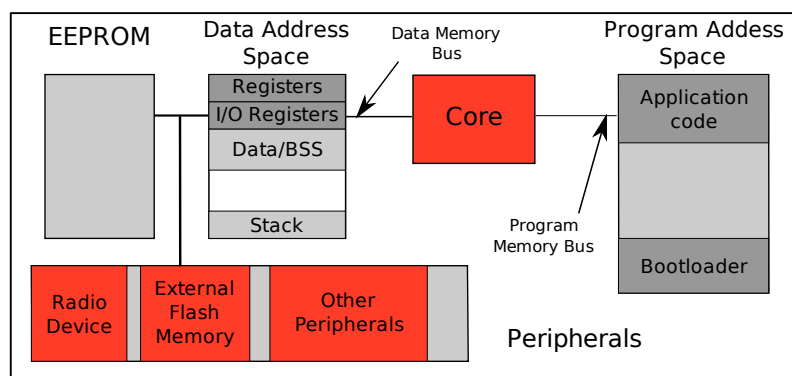 EEPROM
Data Address
Space
Data Memory
Bus
Program Addess
Space
Registers
I/O Registers
Data/BSS
Stack
Core
Application
code
Program
Memory Bus
Bootloader
Radio
Device
External
Flash
Memory
Other
Peripherals
Peripherals